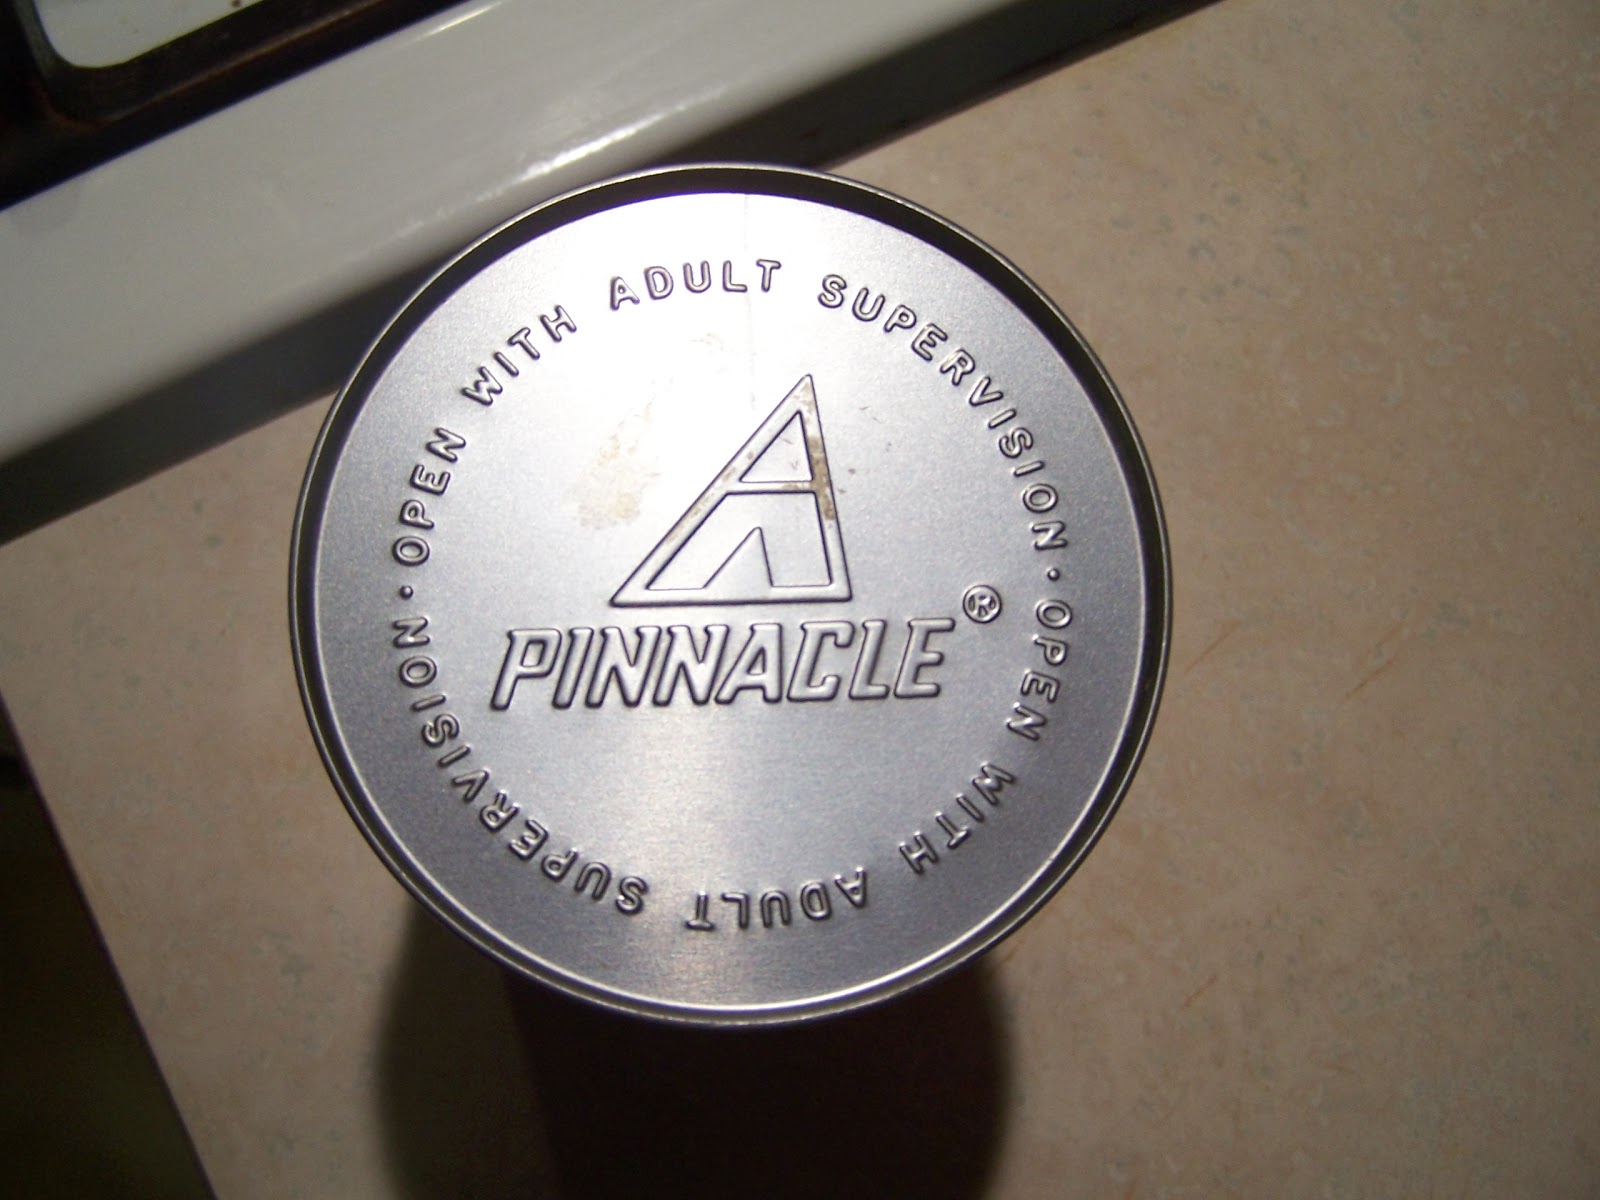 · OPEN WITH ADULT SUPERVISION · OPEN WITH ADULT SUPERVISION
PINNACLE®